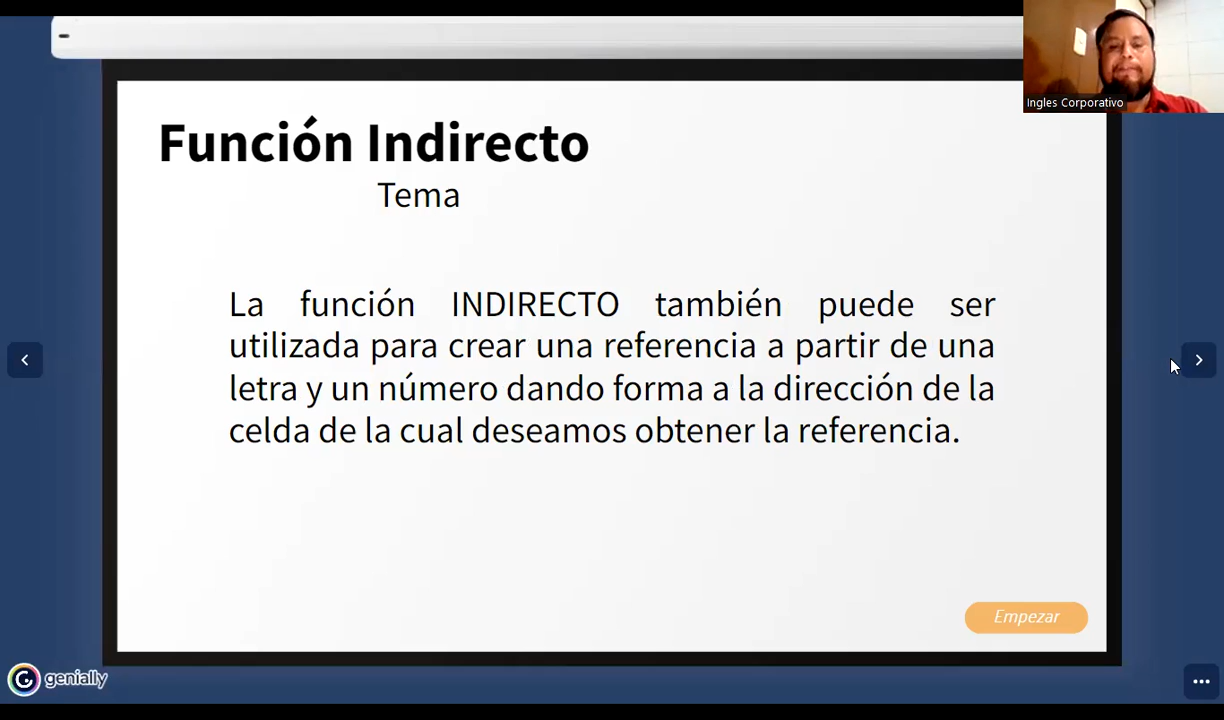 Ingles Corporativo
Función Indirecto
Tema
La función INDIRECTO también puede ser
utilizada para crear una referencia a partir de una
letra y un número dando forma a la dirección de la
celda de la cual deseamos obtener la referencia.
Empezar
genially